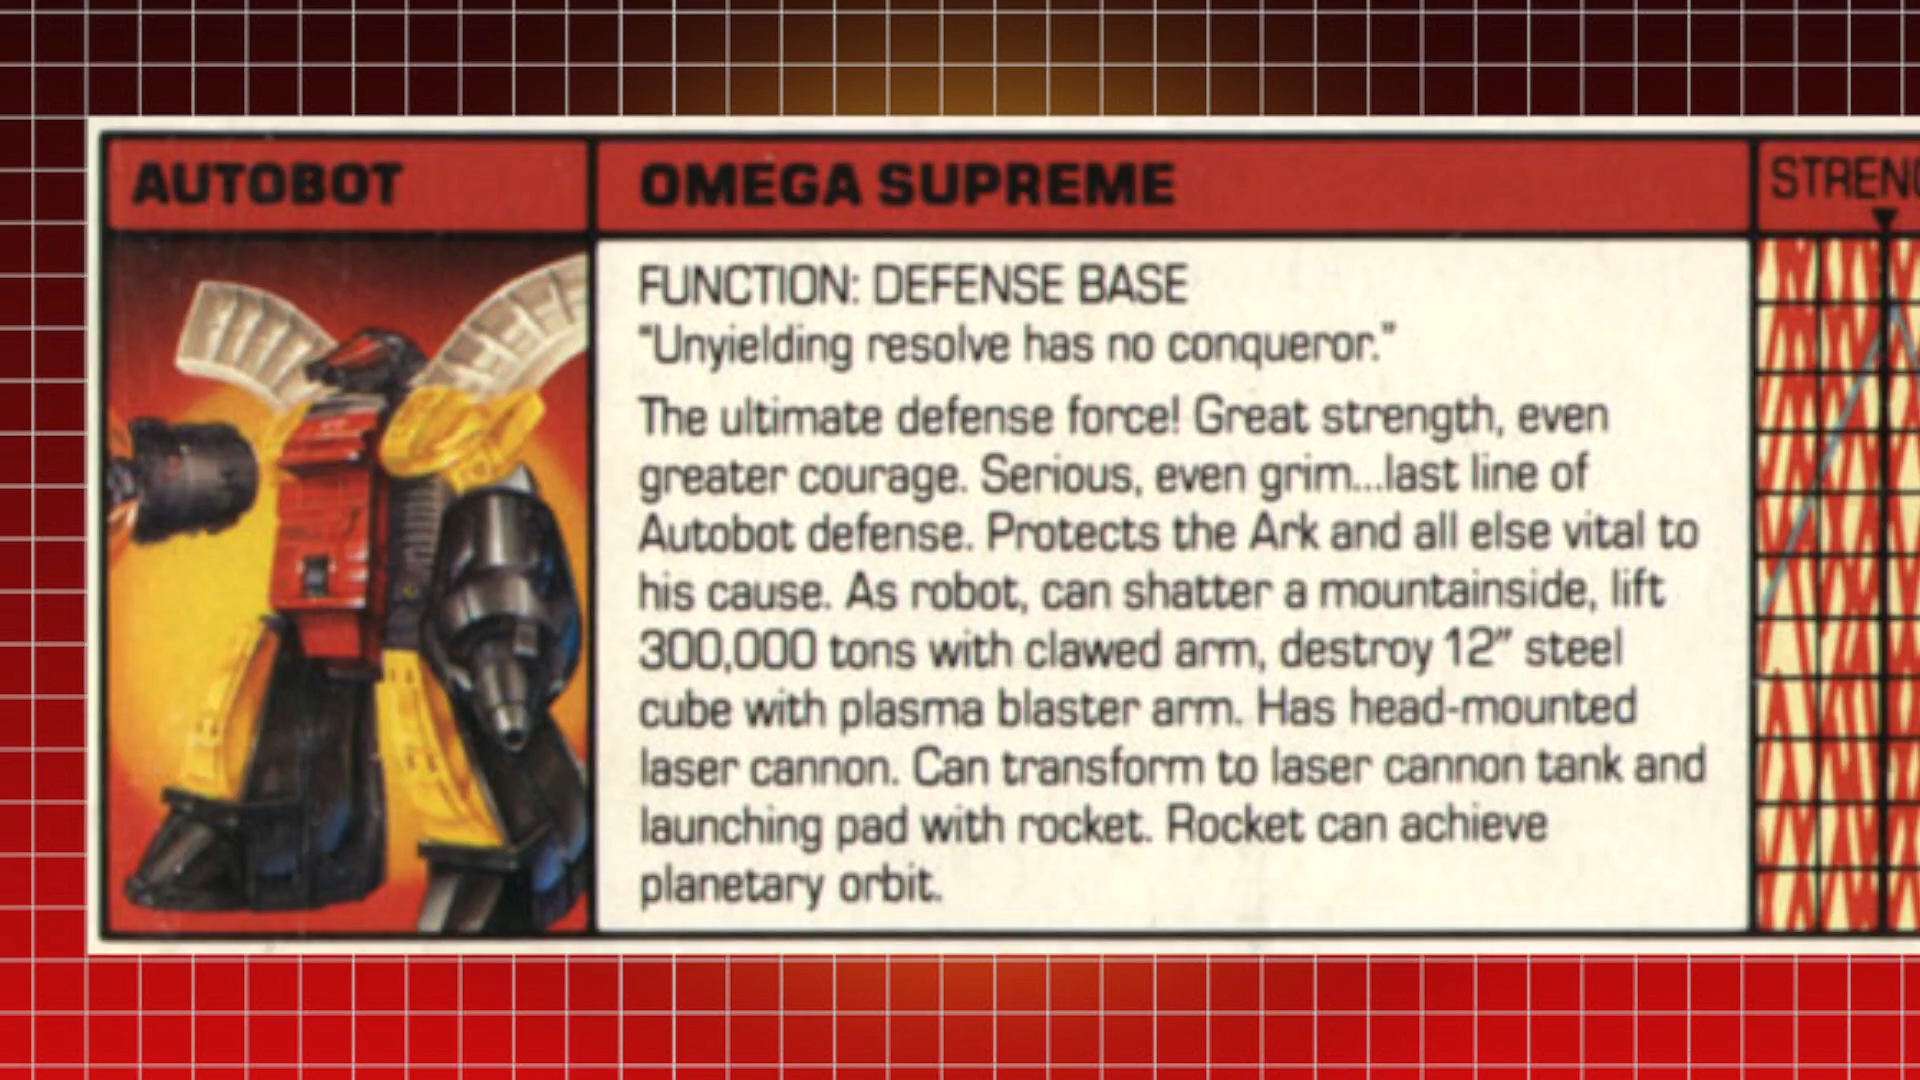 AUTOBOT
OMEGA SUPREME
FUNCTION: DEFENSE BASE
“Unyielding resolve has no conqueror.”
The ultimate defense force! Great strength, even
greater courage. Serious, even grim...last line of
Autobot defense. Protects the Ark and all else vital to
his cause. As robot, can shatter a mountainside, lift
300,000 tons with clawed arm, destroy 12” steel
cube with plasma blaster arm. Has head-mounted
laser cannon. Can transform to laser cannon tank and
launching pad with rocket. Rocket can achieve
planetary orbit.